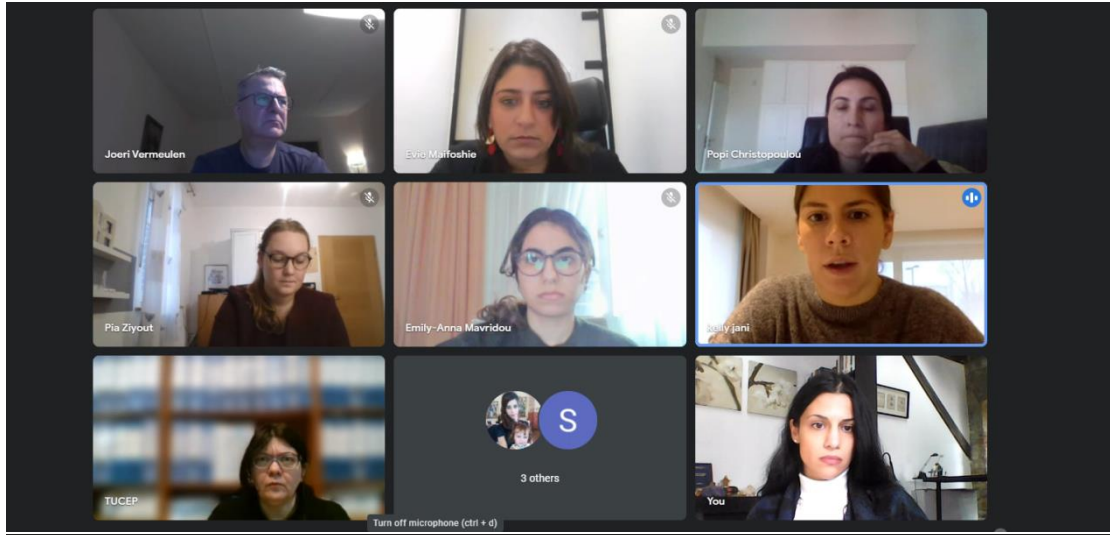 Joeri Vermeulen
Evie Maifoshie
Popi Christopoulou
Pia Ziyout
Emily-Anna Mavridou
jani
TUCEP
S
3 others
You
Turn off microphone (ctrl + d)